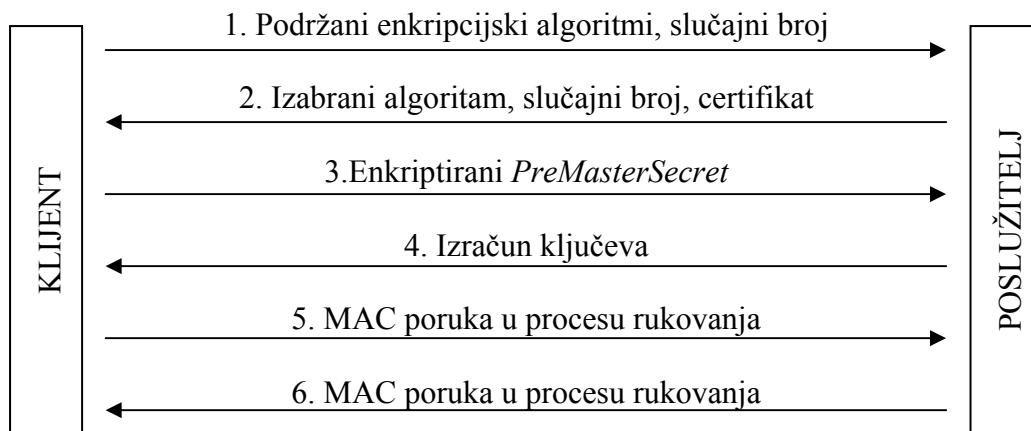 1. Podržani enkripcijski algoritmi, slučajni broj
2. Izabrani algoritam, slučajni broj, certifikat
3.Enkriptirani PreMasterSecret
4. Izračun ključeva
5. MAC poruka u procesu rukovanja
6. MAC poruka u procesu rukovanja
KLIJENT
POSLUŽITELJ